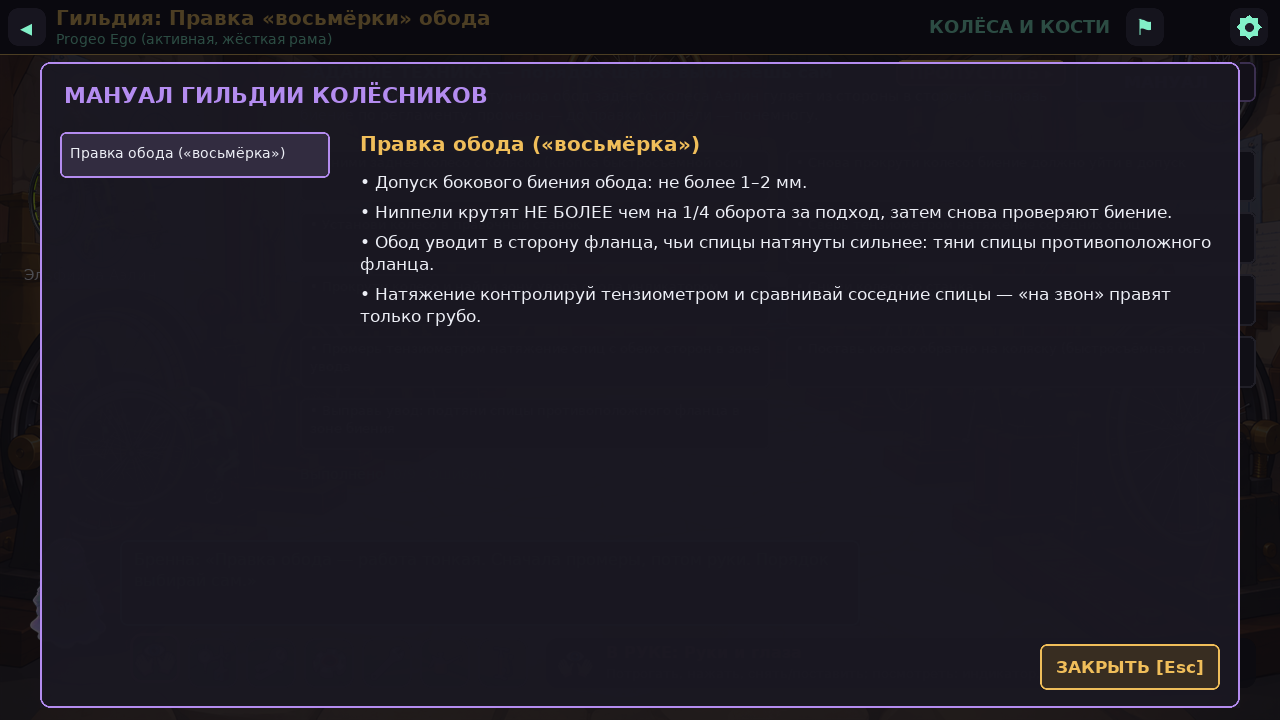 Гильдия: Правка «восьмёрки» обода
Progeo Ego (активная, жёсткая рама)
КОЛЁСА И КОСТИ
МАНУАЛ ГИЛЬДИИ КОЛЁСНИКОВ
Правка обода («восьмёрка»)
Правка обода («восьмёрка»)
• Допуск бокового биения обода: не более 1–2 мм.
• Ниппели крутят НЕ БОЛЕЕ чем на 1/4 оборота за подход, затем снова проверяют биение.
• Обод уводит в сторону фланца, чьи спицы натянуты сильнее: тяни спицы противоположного
фланца.
• Натяжение контролируй тензиометром и сравнивай соседние спицы — «на звон» правят
только грубо.
ЗАКРЫТЬ [Esc]